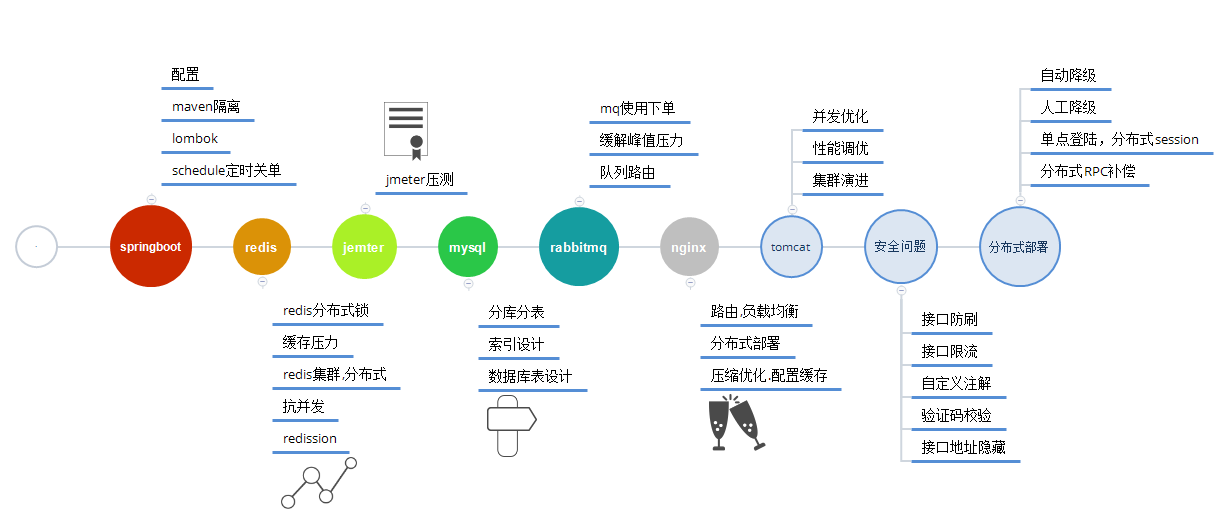 配置
maven隔离
lombok
schedule定时关单
jmeter压测
mq使用下单
缓解峰值压力
队列路由
并发优化
性能调优
集群演进
自动降级
人工降级
单点登陆，分布式session
分布式RPC补偿
springboot
redis
jemter
mysql
rabbitmq
nginx
tomcat
安全问题
分布式部署
redis分布式锁
缓存压力
redis集群,分布式
抗并发
redission
分库分表
索引设计
数据库表设计
路由,负载均衡
分布式部署
压缩优化,配置缓存
接口防刷
接口限流
自定义注解
验证码校验
接口地址隐藏